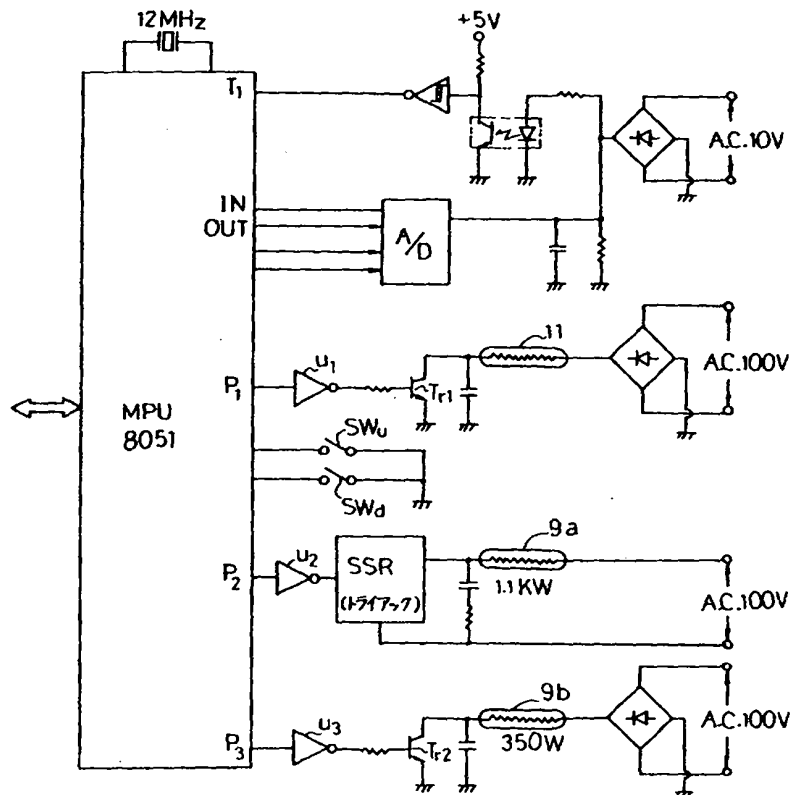 12MHz
+5V
T1
A.C.10V
IN
OUT
A/D
11
u1
P1
Tr1
A.C.100V
MPU
8051
SWu
SWd
9a
u2
P2
SSR
(トライアック)
1.1KW
A.C.100V
9b
u3
P3
Tr2
350W
A.C.100V